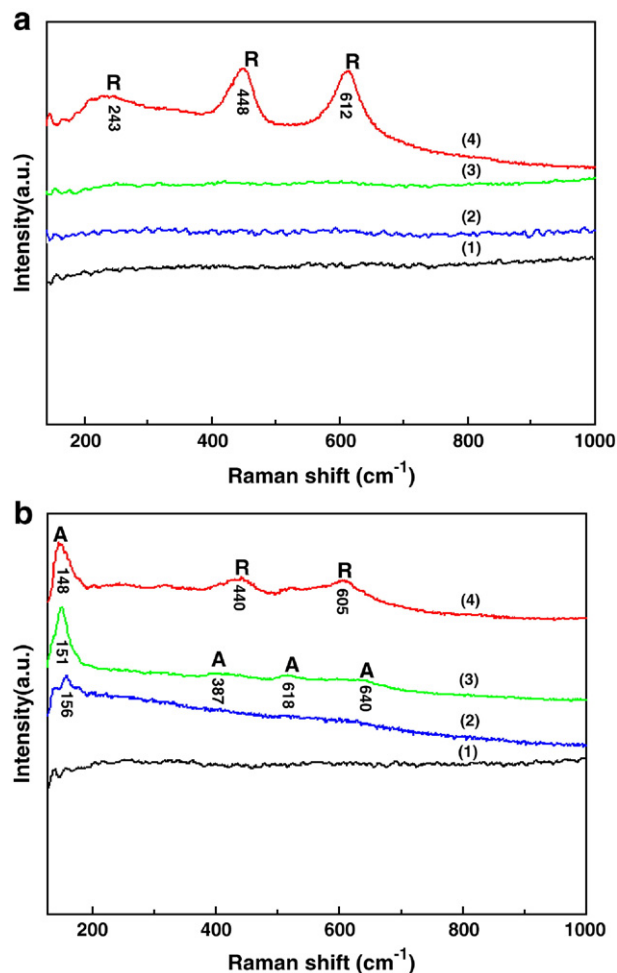 a
R
R
R
243
448
612
(4)
(3)
(2)
(1)
Intensity(a.u.)
200
400
600
800
1000
Raman shift (cm-1)
b
A
R
R
148
440
605
(4)
A
A
A
151
387
618
640
(3)
156
(2)
(1)
Intensity(a.u.)
200
400
600
800
1000
Raman shift (cm-1)